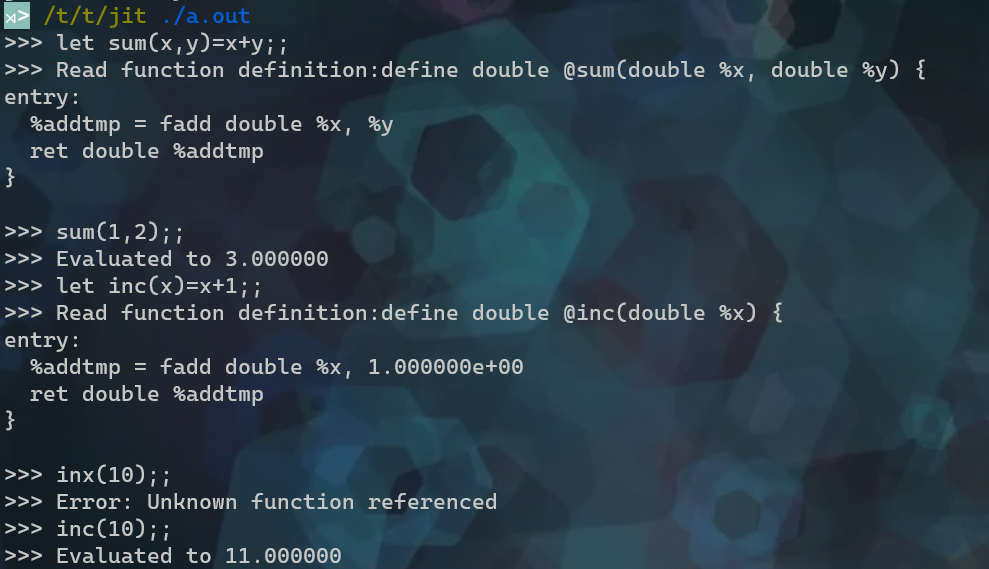 x> /t/t/jit ./a.out
>>> let sum(x,y)=x+y;;
>>> Read function definition:define double @sum(double %x, double %y) {
entry:
  %addtmp = fadd double %x, %y
  ret double %addtmp
}
>>> sum(1,2);;
>>> Evaluated to 3.000000
>>> let inc(x)=x+1;;
>>> Read function definition:define double @inc(double %x) {
entry:
  %addtmp = fadd double %x, 1.000000e+00
  ret double %addtmp
}
>>> inx(10);;
>>> Error: Unknown function referenced
>>> inc(10);;
>>> Evaluated to 11.000000